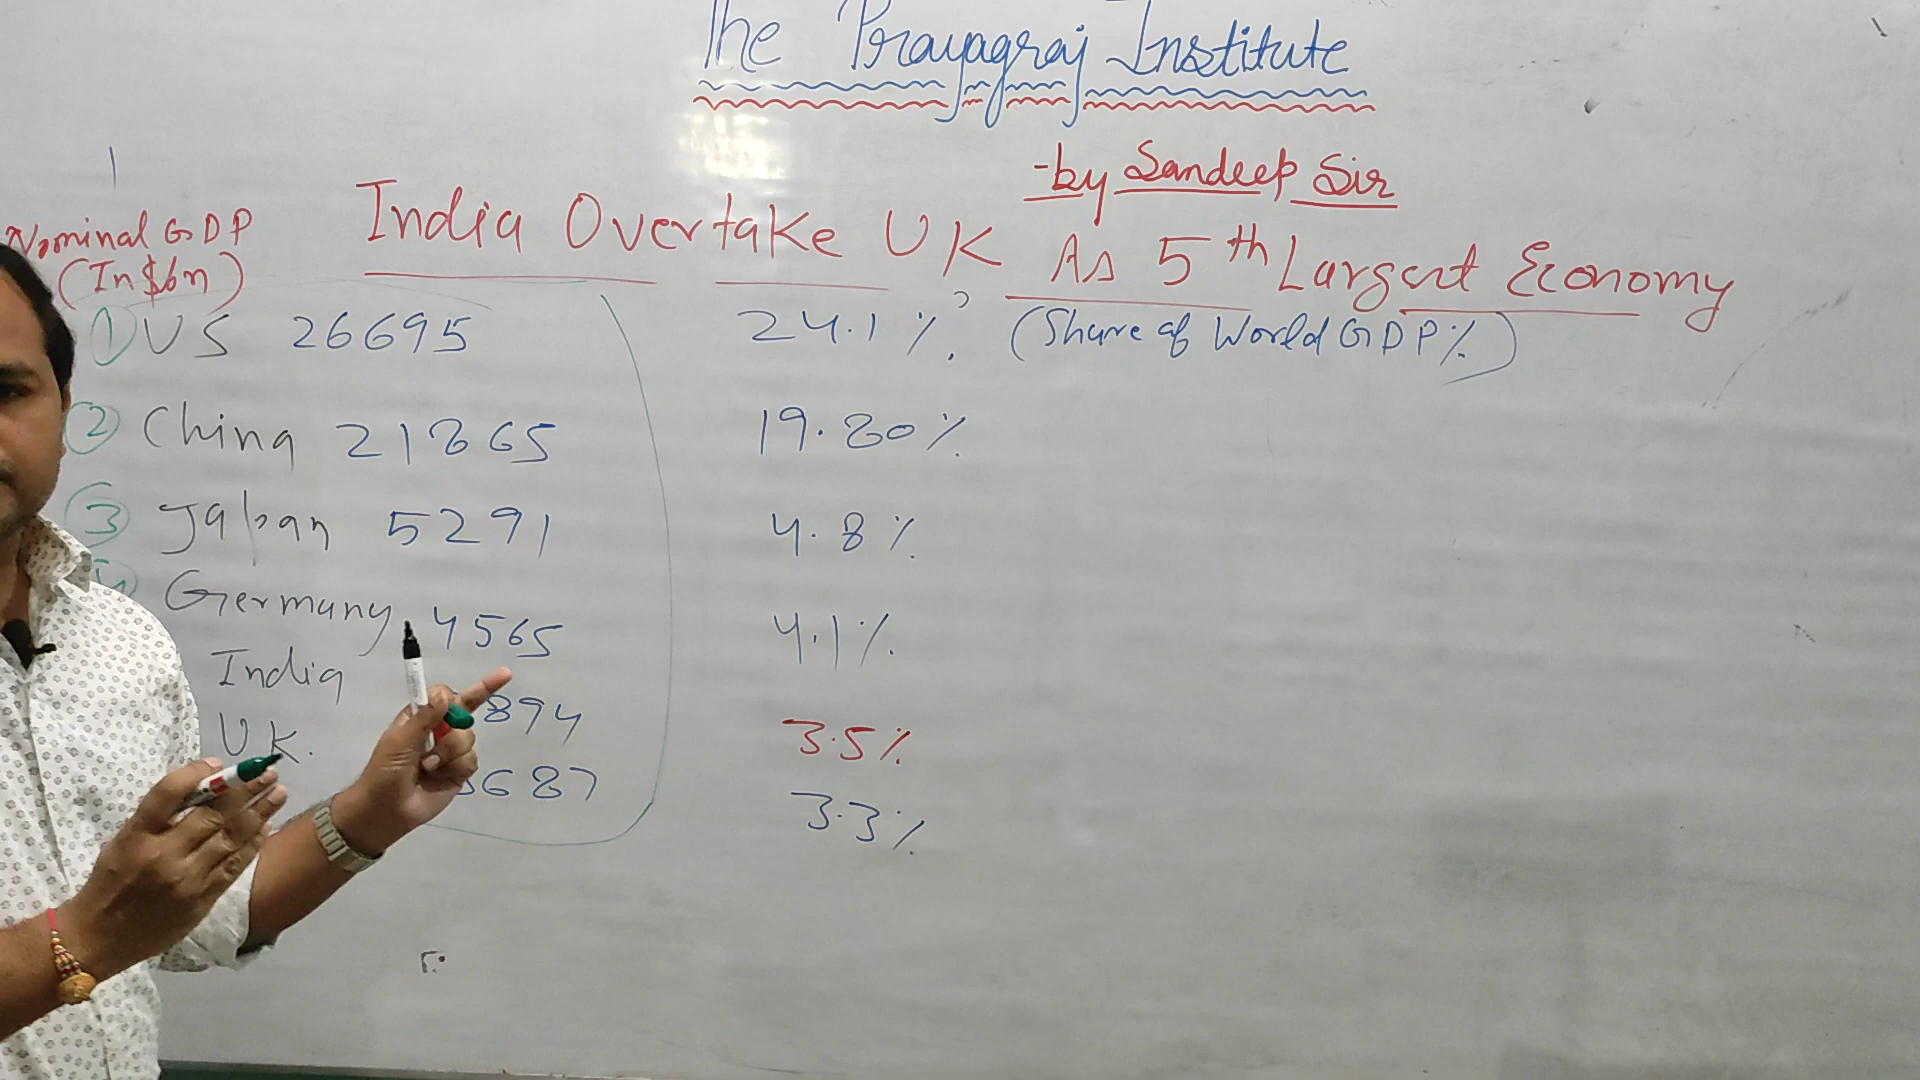 The Prayagraj Institute
-by Sandeep Sir
India Overtake UK As 5th Largest Economy
Nominal GDP
(In $bn)
① US 26695 24.1% (Share of World GDP%)
② China 21865 19.80%
③ Japan 5291 4.8%
Germany 4565 4.1%
India 894 3.5%
UK. 3687 3.3%